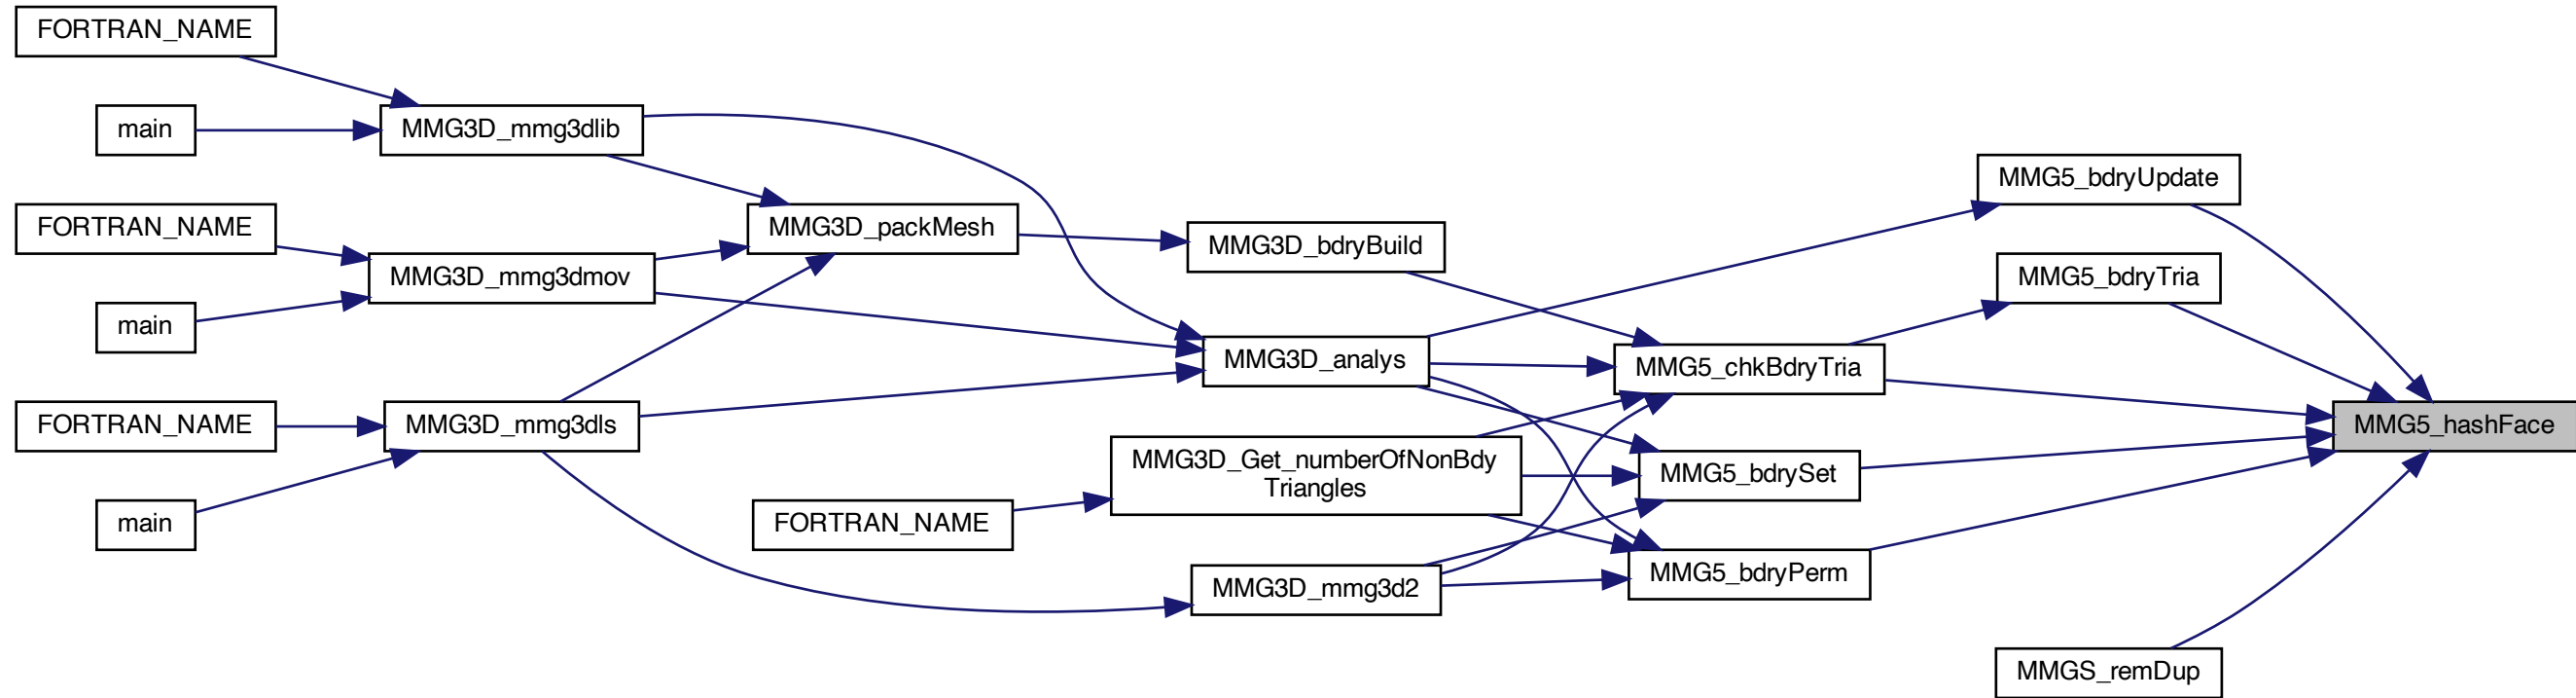 FORTRAN_NAME
main
MMG3D_mmg3dlib
FORTRAN_NAME
main
MMG3D_mmg3dmov
FORTRAN_NAME
main
MMG3D_mmg3dls
MMG3D_packMesh
FORTRAN_NAME
MMG3D_bdryBuild
MMG3D_analys
MMG3D_Get_numberOfNonBdy
Triangles
MMG3D_mmg3d2
MMG5_chkBdryTria
MMG5_bdrySet
MMG5_bdryPerm
MMG5_bdryUpdate
MMG5_bdryTria
MMGS_remDup
MMG5_hashFace